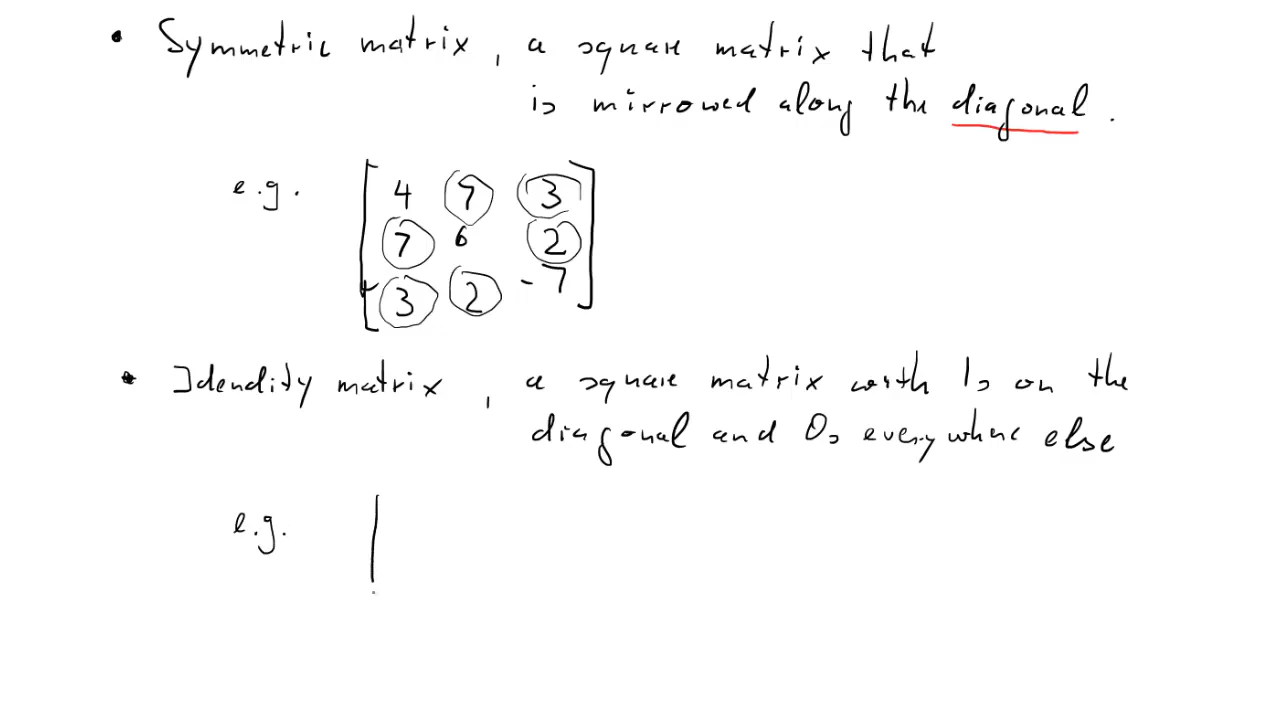 • Symmetric matrix, a square matrix that
is mirrowed along the diagonal.
e.g. [ 4 7 3
7 6 2
3 2 -7 ]
• Idendity matrix, a square matrix with 1s on the
diagonal and 0s everywhere else
e.g.